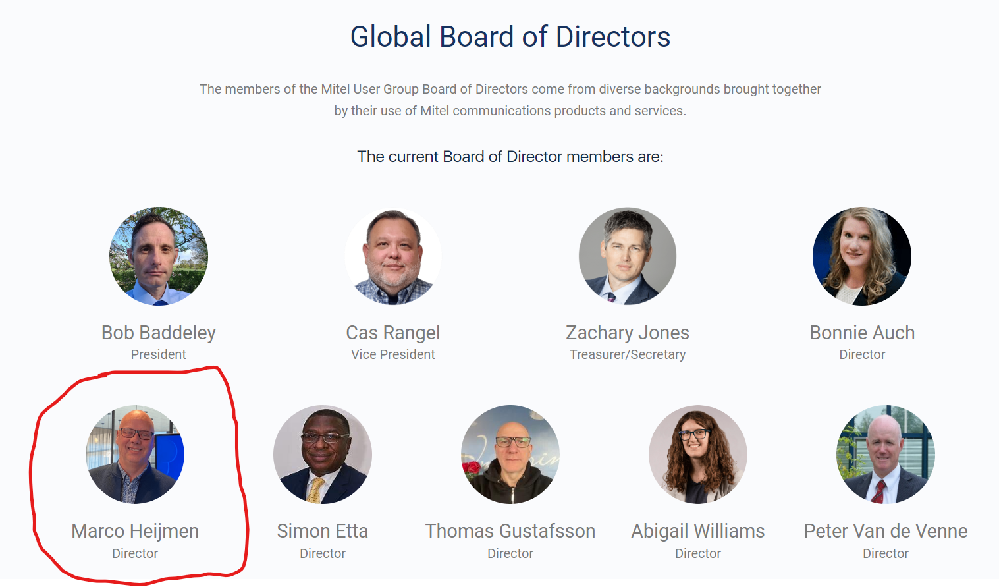 Global Board of Directors
The members of the Mitel User Group Board of Directors come from diverse backgrounds brought together
by their use of Mitel communications products and services.
The current Board of Director members are:
Bob Baddeley
President
Cas Rangel
Vice President
Zachary Jones
Treasurer/Secretary
Bonnie Auch
Director
Marco Heijmen
Director
Simon Etta
Director
Thomas Gustafsson
Director
Abigail Williams
Director
Peter Van de Venne
Director